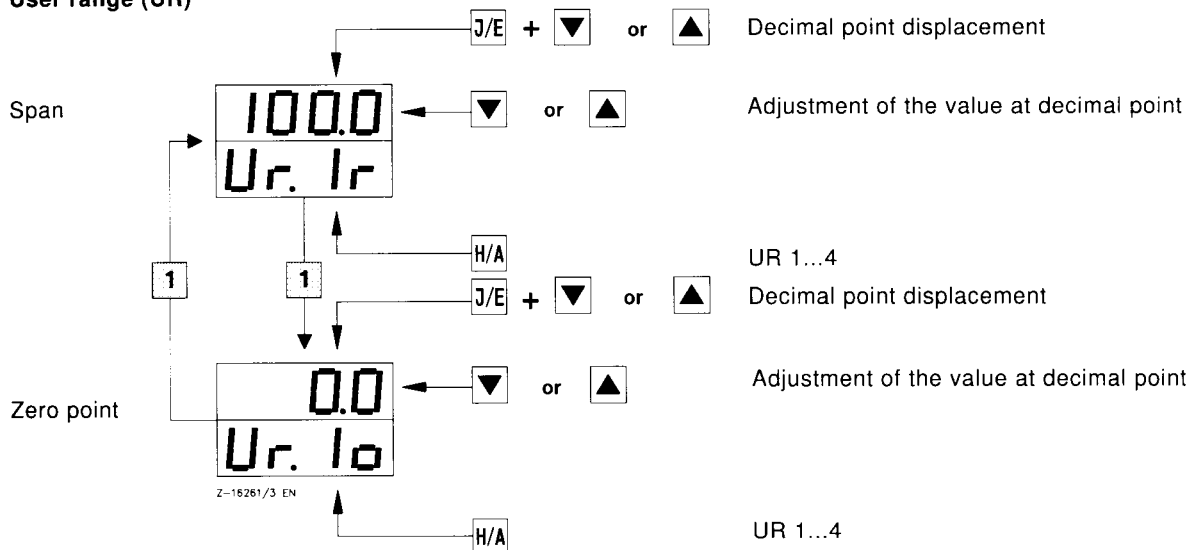 User range (UR)
J/E + ▼ or ▲ Decimal point displacement
Span
100.0
▼ or ▲ Adjustment of the value at decimal point
Ur. 1r
H/A UR 1...4
1 1
J/E + ▼ or ▲ Decimal point displacement
Zero point
0.0
▼ or ▲ Adjustment of the value at decimal point
Ur. 1o
Z-16261/3 EN
H/A UR 1...4